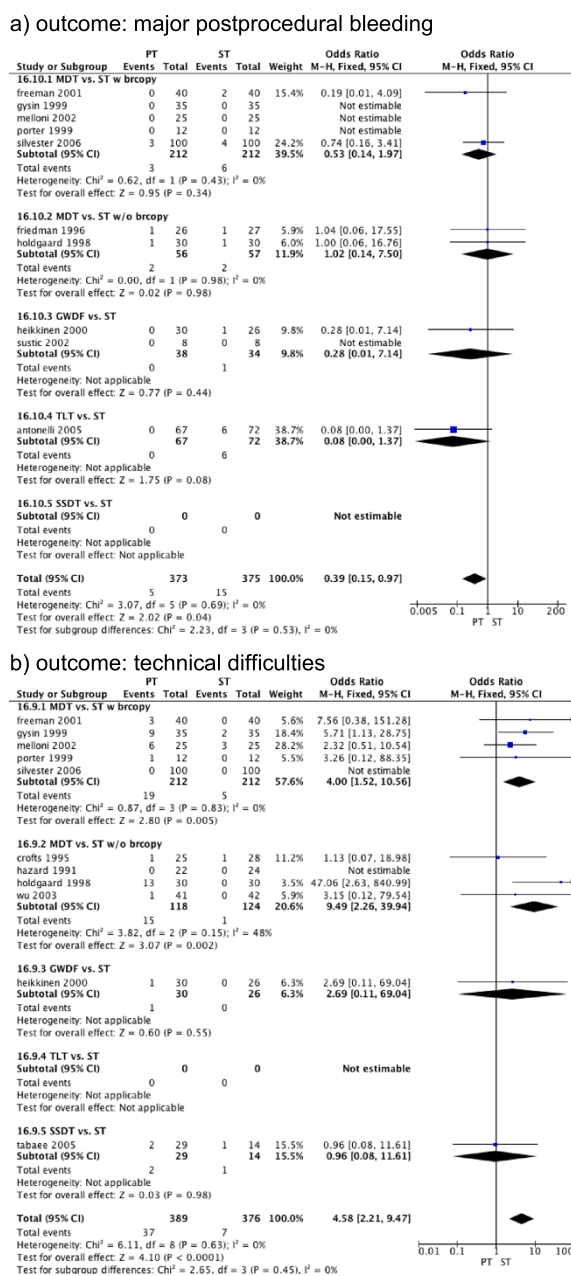 a) outcome: major postprocedural bleeding
PT ST Odds Ratio Odds Ratio
Study or Subgroup Events Total Events Total Weight M-H, Fixed, 95% CI M-H, Fixed, 95% CI
16.10.1 MDT vs. ST w brcopy
freeman 2001 0 40 2 40 15.4% 0.19 [0.01, 4.09]
gysin 1999 0 35 0 35 Not estimable
melloni 2002 0 25 0 25 Not estimable
porter 1999 0 12 0 12 Not estimable
silvester 2006 3 100 4 100 24.2% 0.74 [0.16, 3.41]
Subtotal (95% CI) 212 212 39.5% 0.53 [0.14, 1.97]
Total events 3 6
Heterogeneity: Chi² = 0.62, df = 1 (P = 0.43); I² = 0%
Test for overall effect: Z = 0.95 (P = 0.34)
16.10.2 MDT vs. ST w/o brcopy
friedman 1996 1 26 1 27 5.9% 1.04 [0.06, 17.55]
holdgaard 1998 1 30 1 30 6.0% 1.00 [0.06, 16.76]
Subtotal (95% CI) 56 57 11.9% 1.02 [0.14, 7.50]
Total events 2 2
Heterogeneity: Chi² = 0.00, df = 1 (P = 0.98); I² = 0%
Test for overall effect: Z = 0.02 (P = 0.98)
16.10.3 GWDF vs. ST
heikkinen 2000 0 30 1 26 9.8% 0.28 [0.01, 7.14]
sustic 2002 0 8 0 8 Not estimable
Subtotal (95% CI) 38 34 9.8% 0.28 [0.01, 7.14]
Total events 0 1
Heterogeneity: Not applicable
Test for overall effect: Z = 0.77 (P = 0.44)
16.10.4 TLT vs. ST
antonelli 2005 0 67 6 72 38.7% 0.08 [0.00, 1.37]
Subtotal (95% CI) 67 72 38.7% 0.08 [0.00, 1.37]
Total events 0 6
Heterogeneity: Not applicable
Test for overall effect: Z = 1.75 (P = 0.08)
16.10.5 SSDT vs. ST
Subtotal (95% CI) 0 0 Not estimable
Total events 0 0
Heterogeneity: Not applicable
Test for overall effect: Not applicable
Total (95% CI) 373 375 100.0% 0.39 [0.15, 0.97]
Total events 5 15
Heterogeneity: Chi² = 3.07, df = 5 (P = 0.69); I² = 0%
Test for overall effect: Z = 2.02 (P = 0.04)
Test for subgroup differences: Chi² = 2.23, df = 3 (P = 0.53), I² = 0%
0.005 0.1 1 10 200
PT ST
b) outcome: technical difficulties
PT ST Odds Ratio Odds Ratio
Study or Subgroup Events Total Events Total Weight M-H, Fixed, 95% CI M-H, Fixed, 95% CI
16.9.1 MDT vs. ST w brcopy
freeman 2001 3 40 0 40 5.6% 7.56 [0.38, 151.28]
gysin 1999 9 35 2 35 18.4% 5.71 [1.13, 28.75]
melloni 2002 6 25 3 25 28.2% 2.32 [0.51, 10.54]
porter 1999 1 12 0 12 5.5% 3.26 [0.12, 88.35]
silvester 2006 0 100 0 100 Not estimable
Subtotal (95% CI) 212 212 57.6% 4.00 [1.52, 10.56]
Total events 19 5
Heterogeneity: Chi² = 0.87, df = 3 (P = 0.83); I² = 0%
Test for overall effect: Z = 2.80 (P = 0.005)
16.9.2 MDT vs. ST w/o brcopy
crofts 1995 1 25 1 28 11.2% 1.13 [0.07, 18.98]
hazard 1991 0 22 0 24 Not estimable
holdgaard 1998 13 30 0 30 3.5% 47.06 [2.63, 840.99]
wu 2003 1 41 0 42 5.9% 3.15 [0.12, 79.54]
Subtotal (95% CI) 118 124 20.6% 9.49 [2.26, 39.94]
Total events 15 1
Heterogeneity: Chi² = 3.82, df = 2 (P = 0.15); I² = 48%
Test for overall effect: Z = 3.07 (P = 0.002)
16.9.3 GWDF vs. ST
heikkinen 2000 1 30 0 26 6.3% 2.69 [0.11, 69.04]
Subtotal (95% CI) 30 26 6.3% 2.69 [0.11, 69.04]
Total events 1 0
Heterogeneity: Not applicable
Test for overall effect: Z = 0.60 (P = 0.55)
16.9.4 TLT vs. ST
Subtotal (95% CI) 0 0 Not estimable
Total events 0 0
Heterogeneity: Not applicable
Test for overall effect: Not applicable
16.9.5 SSDT vs. ST
tabaee 2005 2 29 1 14 15.5% 0.96 [0.08, 11.61]
Subtotal (95% CI) 29 14 15.5% 0.96 [0.08, 11.61]
Total events 2 1
Heterogeneity: Not applicable
Test for overall effect: Z = 0.03 (P = 0.98)
Total (95% CI) 389 376 100.0% 4.58 [2.21, 9.47]
Total events 37 7
Heterogeneity: Chi² = 6.11, df = 8 (P = 0.63); I² = 0%
Test for overall effect: Z = 4.10 (P < 0.0001)
Test for subgroup differences: Chi² = 2.65, df = 3 (P = 0.45), I² = 0%
0.01 0.1 1 10 100
PT ST